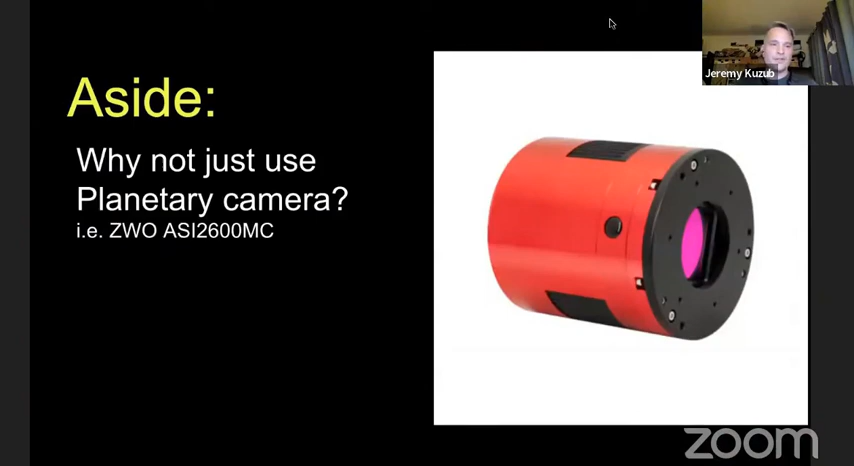 Aside:
Why not just use
Planetary camera?
i.e. ZWO ASI2600MC
Jeremy Kuzub
zoom